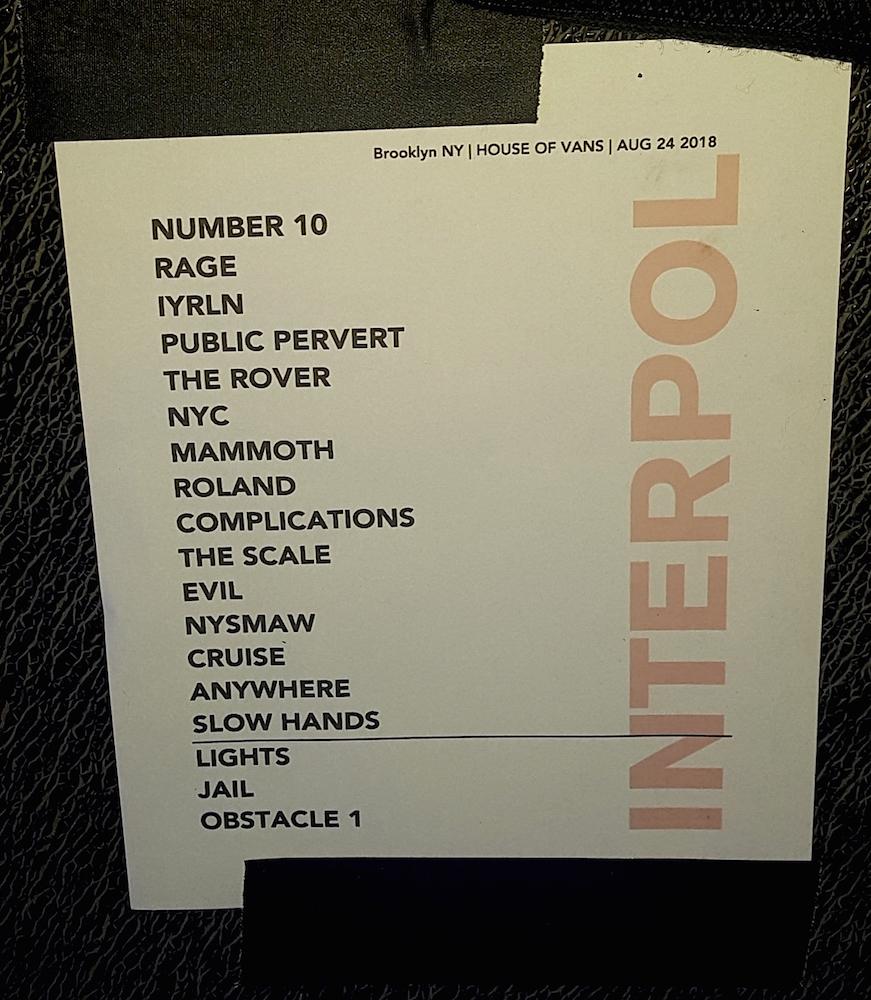 Brooklyn NY | HOUSE OF VANS | AUG 24 2018
NUMBER 10
RAGE
IYRLN
PUBLIC PERVERT
THE ROVER
NYC
MAMMOTH
ROLAND
COMPLICATIONS
THE SCALE
EVIL
NYSMAW
CRUISE
ANYWHERE
SLOW HANDS
LIGHTS
JAIL
OBSTACLE 1
INTERPOL